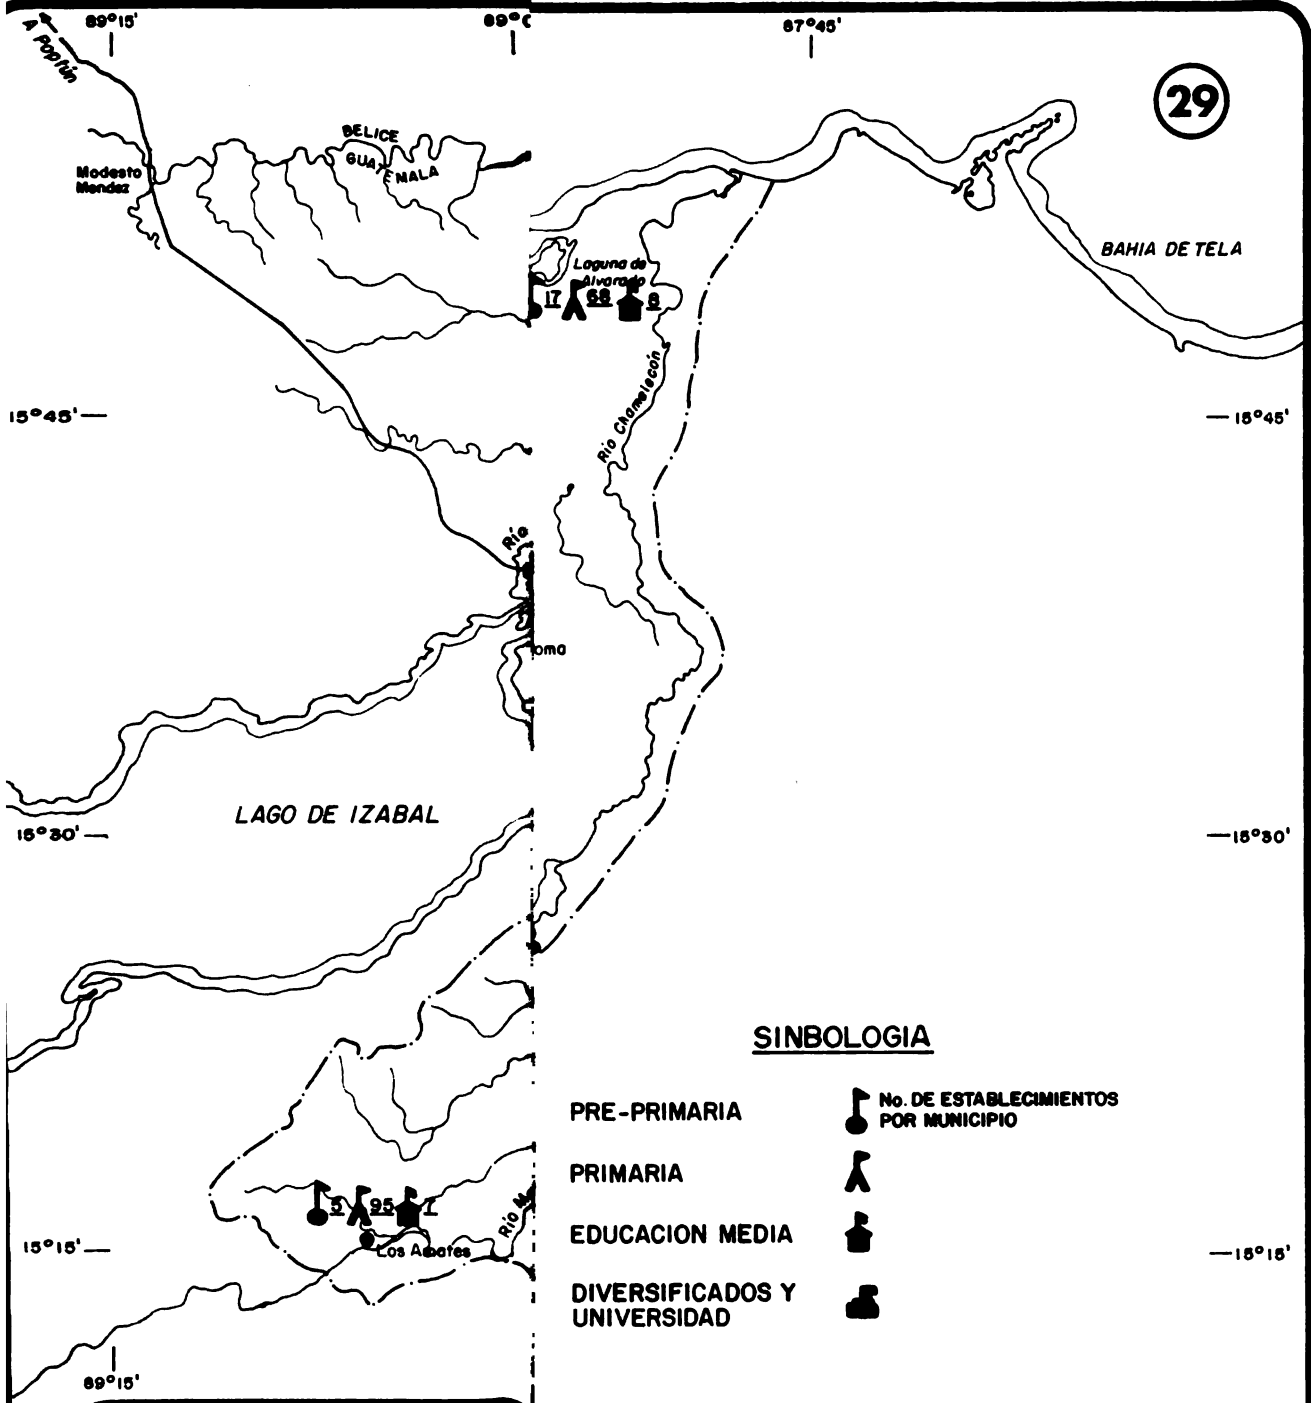 89°15'
89°0
87°45'
A Poptún
29
BELICE
GUATEMALA
Modesto
Mendez
BAHIA DE TELA
Laguna de
Alvarado
17 68 8
Río Chamelecón
15°45'
15°45'
Río
oma
LAGO DE IZABAL
15°30'
15°30'
SINBOLOGIA
PRE-PRIMARIA
No. DE ESTABLECIMIENTOS
POR MUNICIPIO
PRIMARIA
5 95 7
Río M
EDUCACION MEDIA
15°15'
Los Amates
15°15'
DIVERSIFICADOS Y
UNIVERSIDAD
89°15'